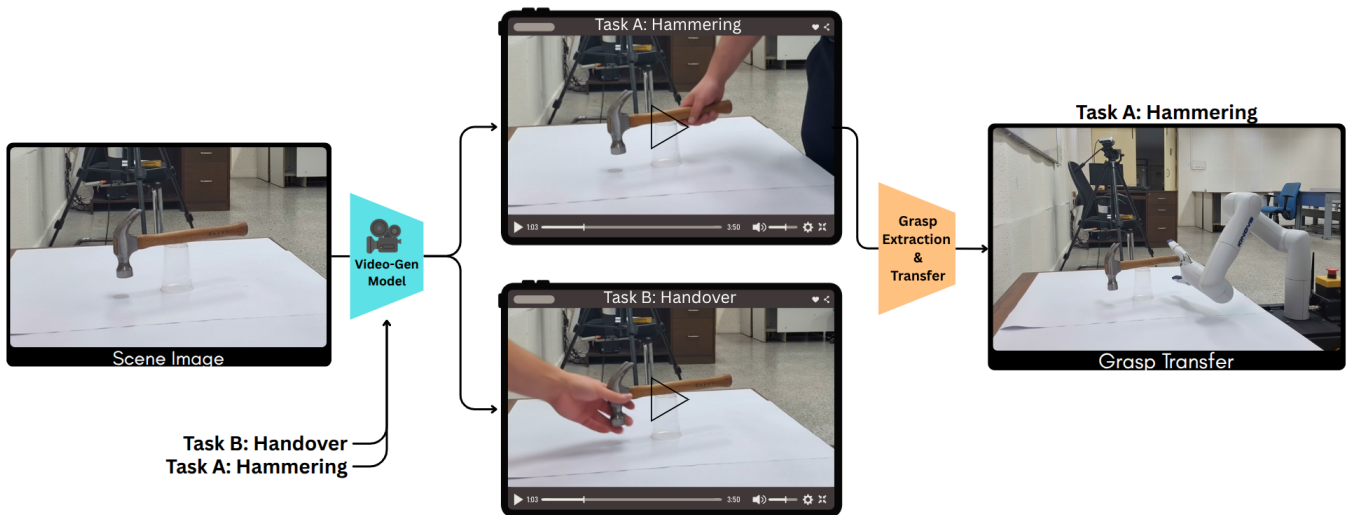 Scene Image
Task B: Handover
Task A: Hammering
Video-Gen
Model
Task A: Hammering
1:03
3:50
Task B: Handover
1:03
3:50
Grasp
Extraction
&
Transfer
Task A: Hammering
Grasp Transfer